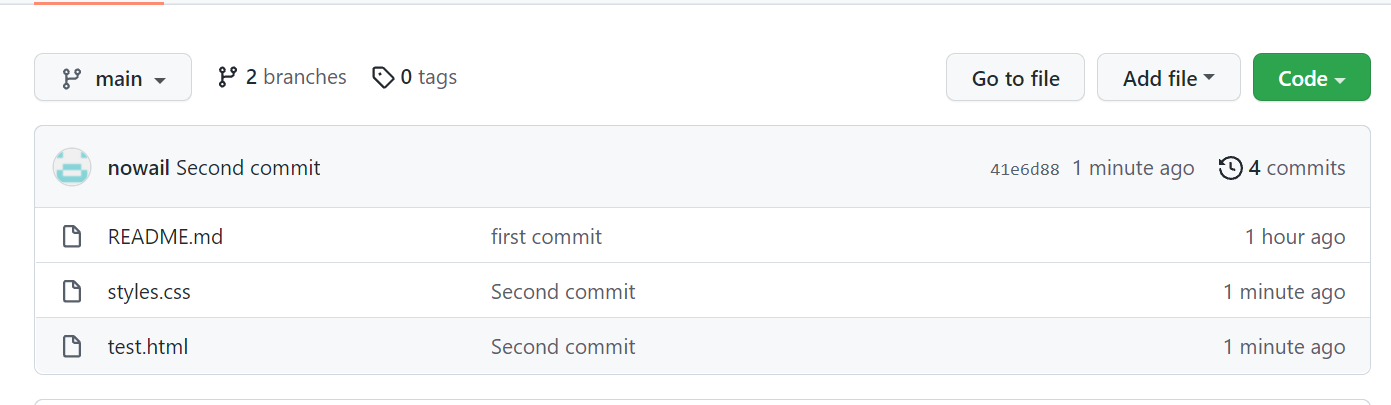 main 2 branches 0 tags Go to file Add file Code
nowail Second commit 41e6d88 1 minute ago 4 commits
README.md first commit 1 hour ago
styles.css Second commit 1 minute ago
test.html Second commit 1 minute ago